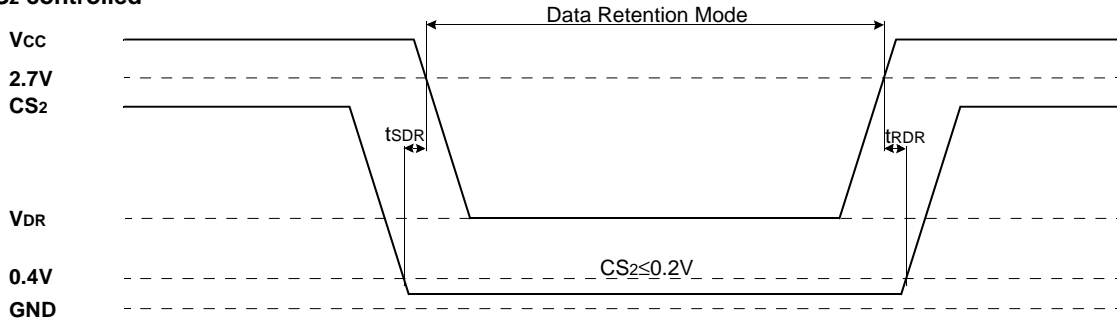 CS2 controlled
Data Retention Mode
VCC
2.7V
CS2
tSDR
tRDR
VDR
CS2≤0.2V
0.4V
GND